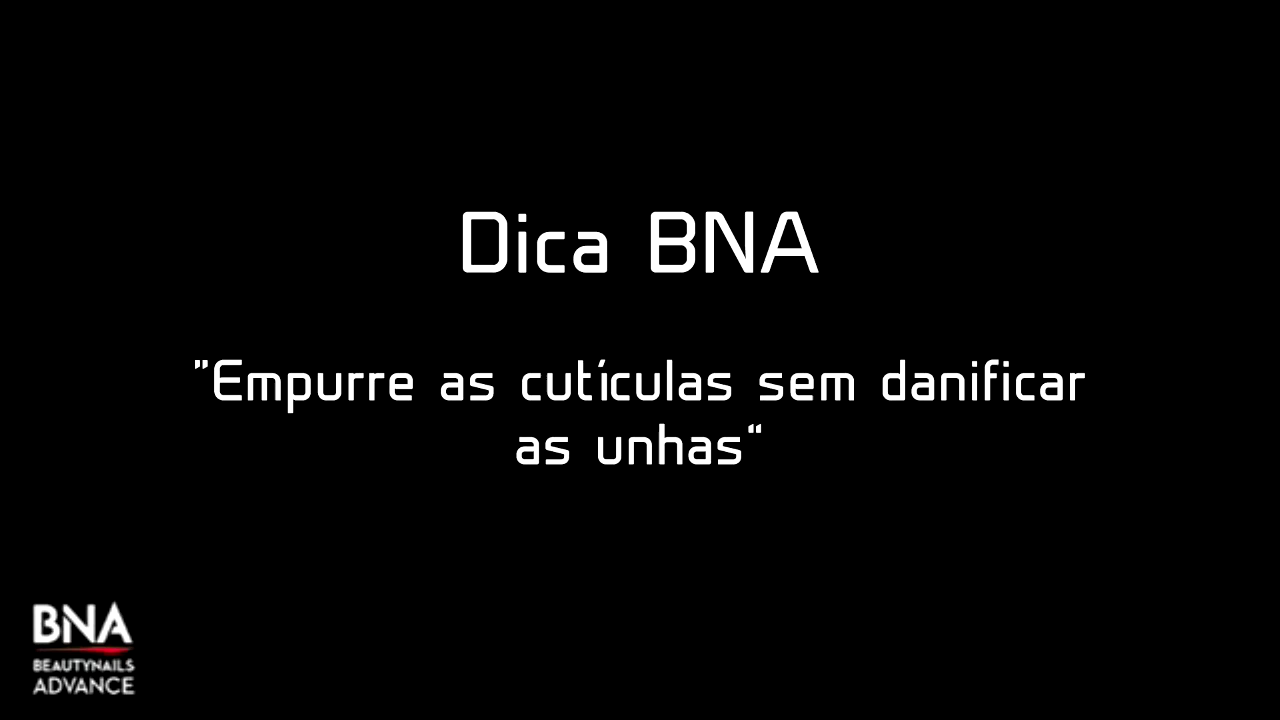 Dica BNA
"Empurre as cutículas sem danificar
as unhas"
BNA
BEAUTYNAILS
ADVANCE